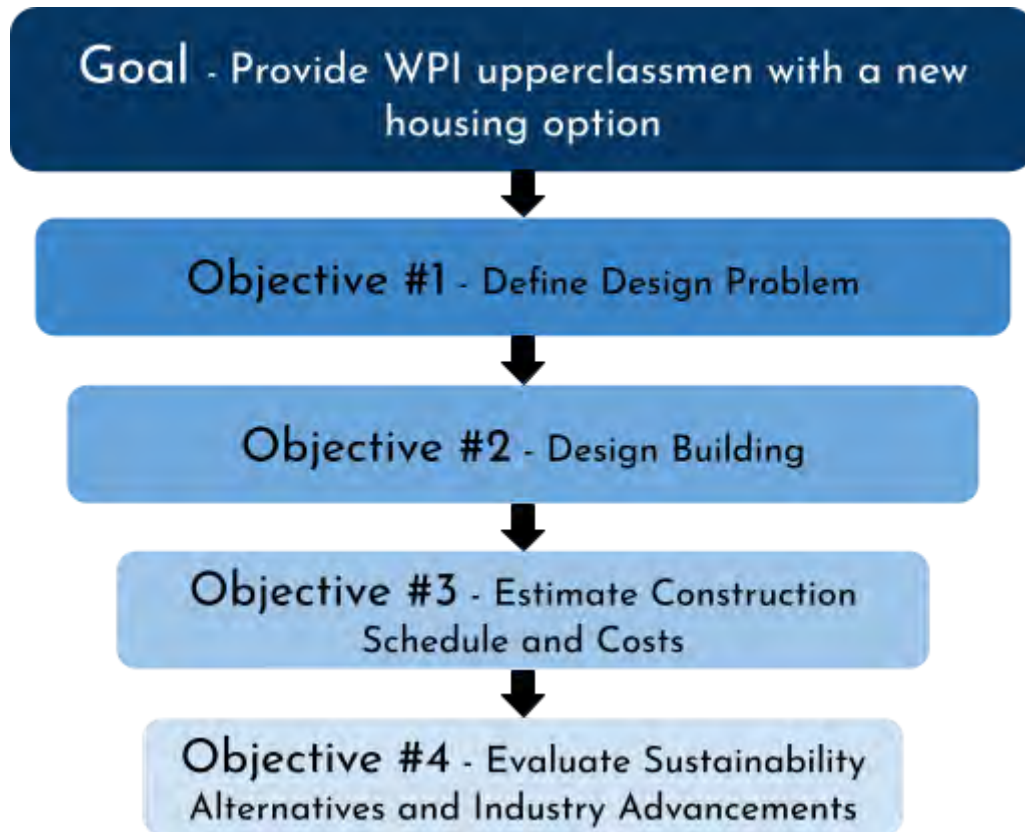 Goal - Provide WPI upperclassmen with a new
housing option
Objective #1 - Define Design Problem
Objective #2 - Design Building
Objective #3 - Estimate Construction
Schedule and Costs
Objective #4 - Evaluate Sustainability
Alternatives and Industry Advancements